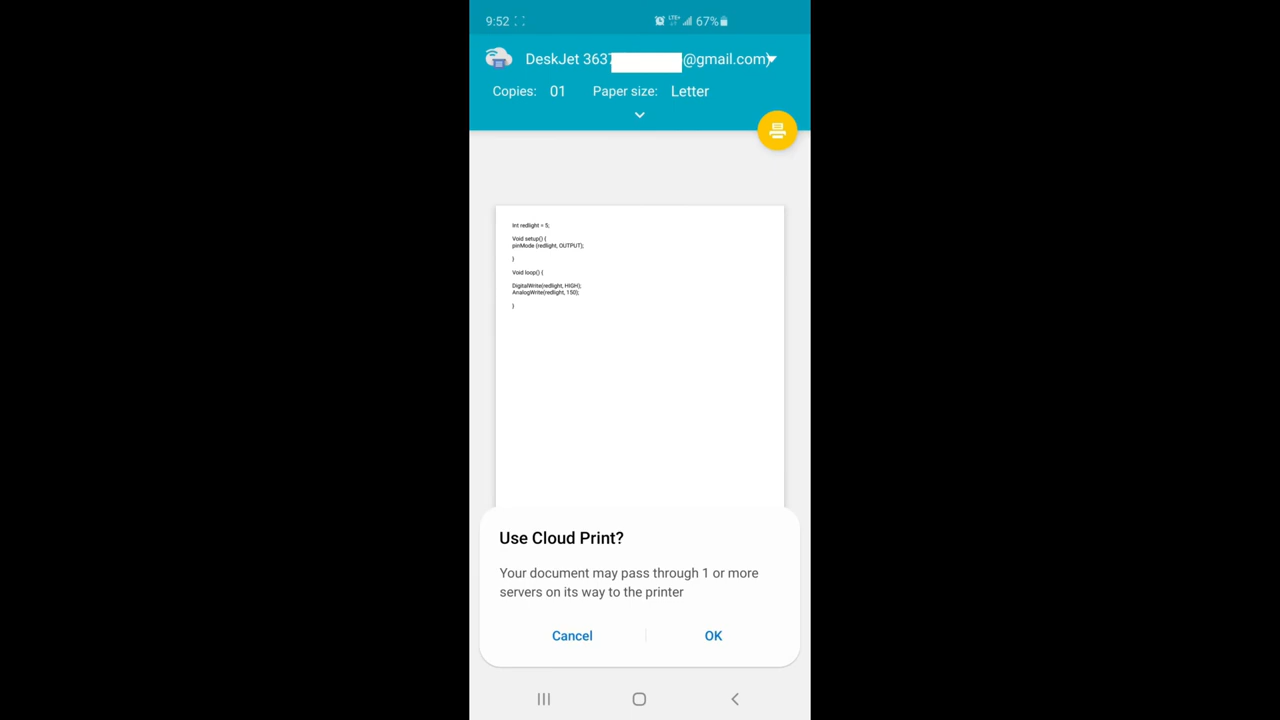 9:52 LTE+ 67%
DeskJet 3637 @gmail.com)
Copies: 01 Paper size: Letter
Int redlight = 5;
Void setup() {
pinMode (redlight, OUTPUT);
}
Void loop() {
DigitalWrite(redlight, HIGH);
AnalogWrite(redlight, 150);
}
Use Cloud Print?
Your document may pass through 1 or more
servers on its way to the printer
Cancel OK